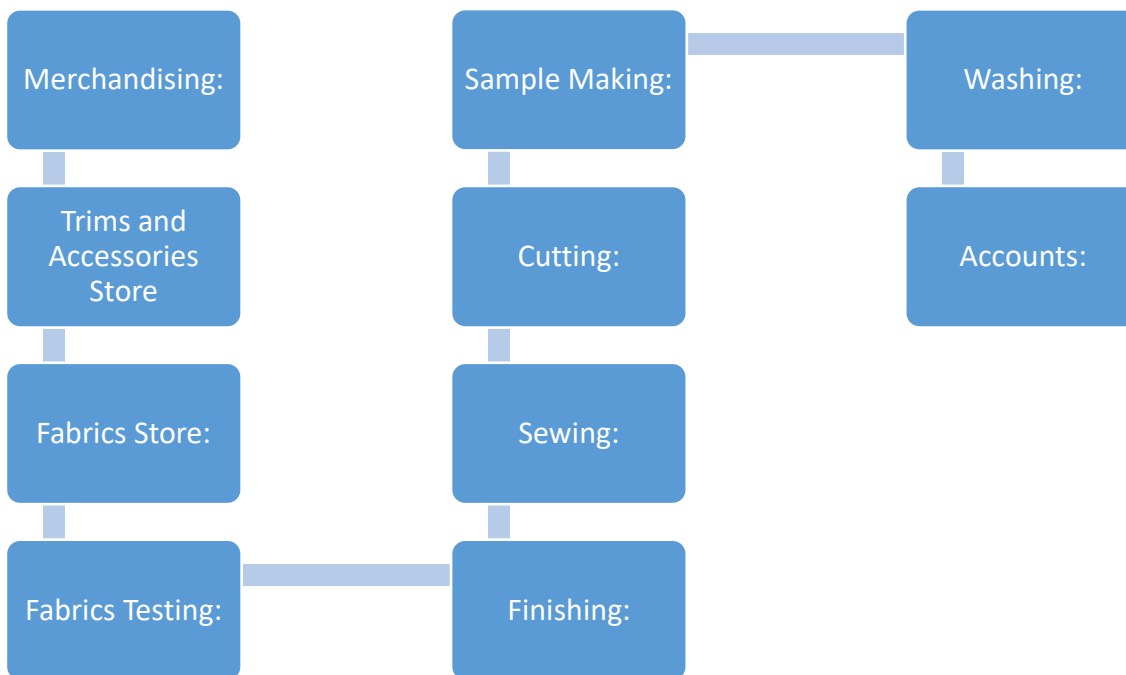 Merchandising:
Trims and
Accessories
Store
Fabrics Store:
Fabrics Testing:
Finishing:
Sewing:
Cutting:
Sample Making:
Washing:
Accounts: